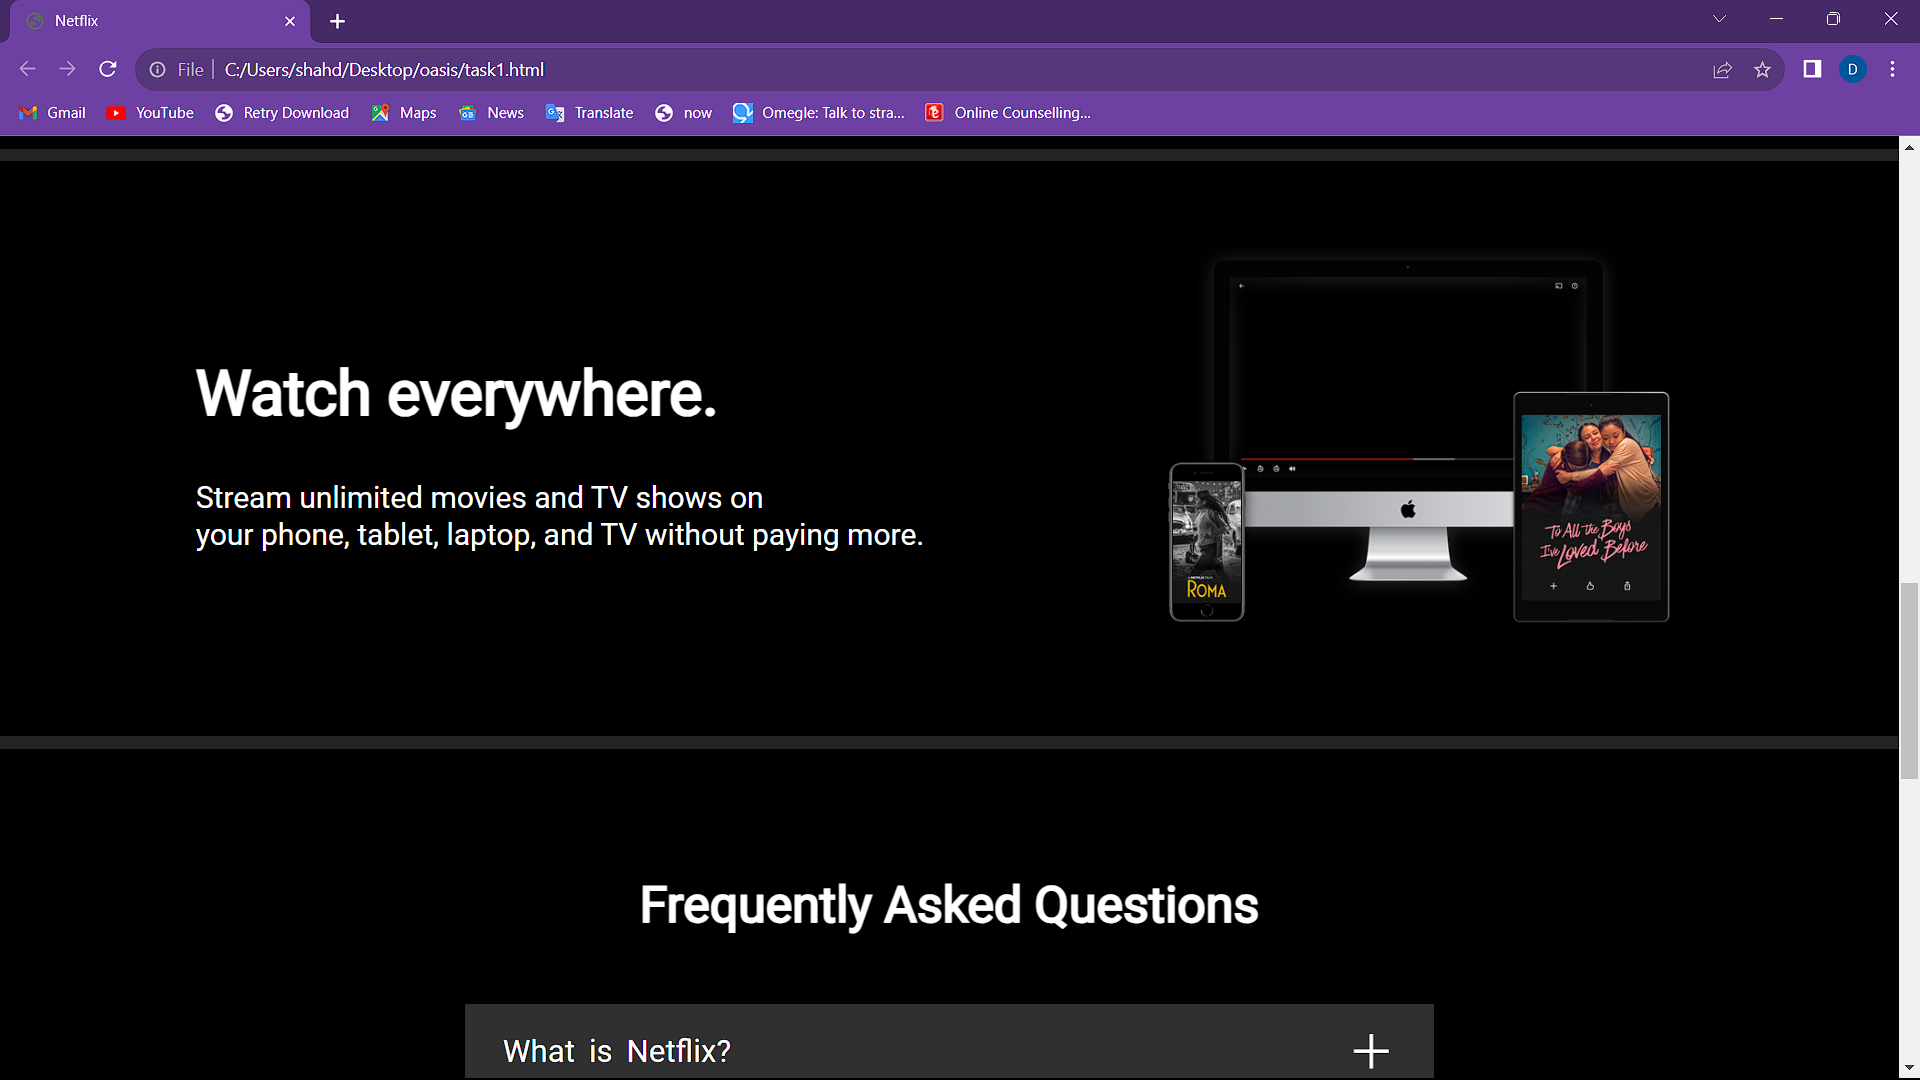 Netflix
File
C:/Users/shahd/Desktop/oasis/task1.html
D
Gmail
YouTube
Retry Download
Maps
News
Translate
now
Omegle: Talk to stra...
Online Counselling...
Watch everywhere.
Stream unlimited movies and TV shows on
your phone, tablet, laptop, and TV without paying more.
A NETFLIX FILM
ROMA
To All the Boys
I've Loved Before
Frequently Asked Questions
What is Netflix?